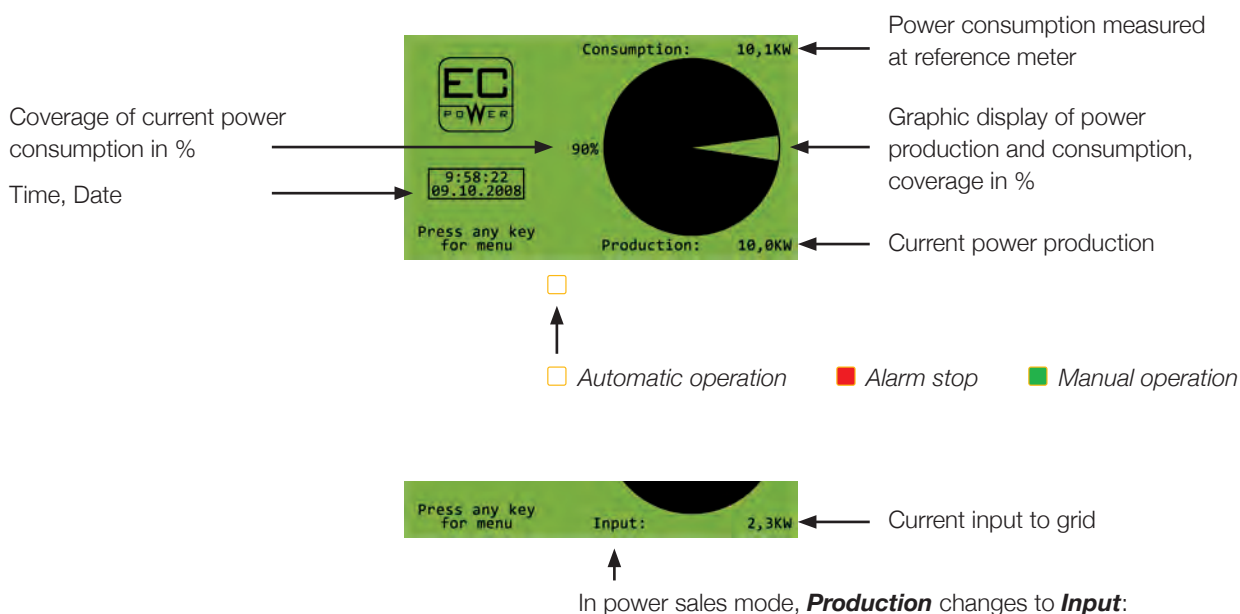 Power consumption measured
at reference meter
Consumption: 10,1KW
EC
POWER
Coverage of current power
consumption in %
90%
Graphic display of power
production and consumption,
coverage in %
Time, Date
9:58:22
09.10.2008
Press any key
for menu
Production: 10,0KW
Current power production
Automatic operation
Alarm stop
Manual operation
Press any key
for menu
Input: 2,3KW
Current input to grid
In power sales mode, Production changes to Input: